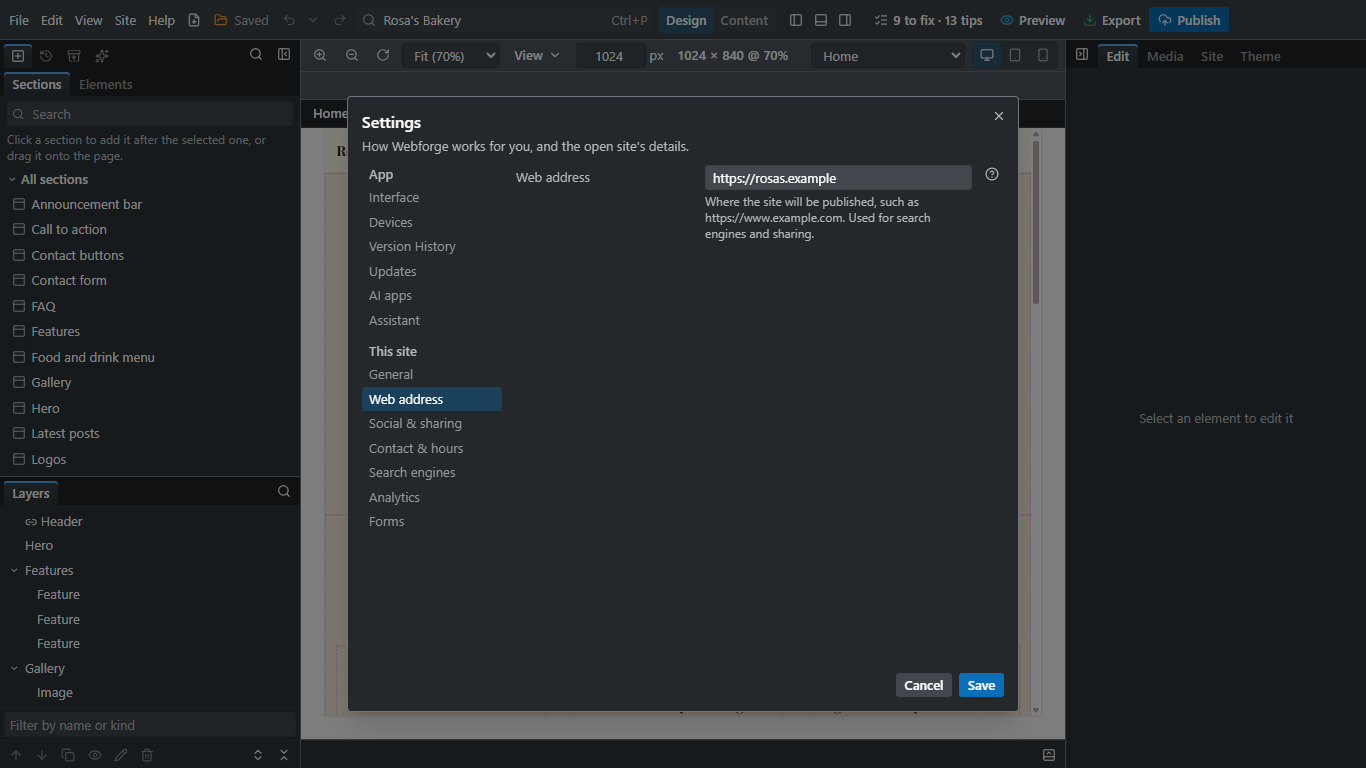 File Edit View Site Help Saved Rosa's Bakery Ctrl+P Design Content 9 to fix · 13 tips Preview Export Publish
Fit (70%) View 1024 px 1024 × 840 @ 70% Home
Edit Media Site Theme
Sections Elements
Search
Click a section to add it after the selected one, or
drag it onto the page.
All sections
Announcement bar
Call to action
Contact buttons
Contact form
FAQ
Features
Food and drink menu
Gallery
Hero
Latest posts
Logos
Layers
Header
Hero
Features
Feature
Feature
Feature
Gallery
Image
Filter by name or kind
Home
Settings
How Webforge works for you, and the open site's details.
App
Interface
Devices
Version History
Updates
AI apps
Assistant
This site
General
Web address
Social & sharing
Contact & hours
Search engines
Analytics
Forms
Web address
https://rosas.example
Where the site will be published, such as
https://www.example.com. Used for search
engines and sharing.
Cancel Save
Select an element to edit it